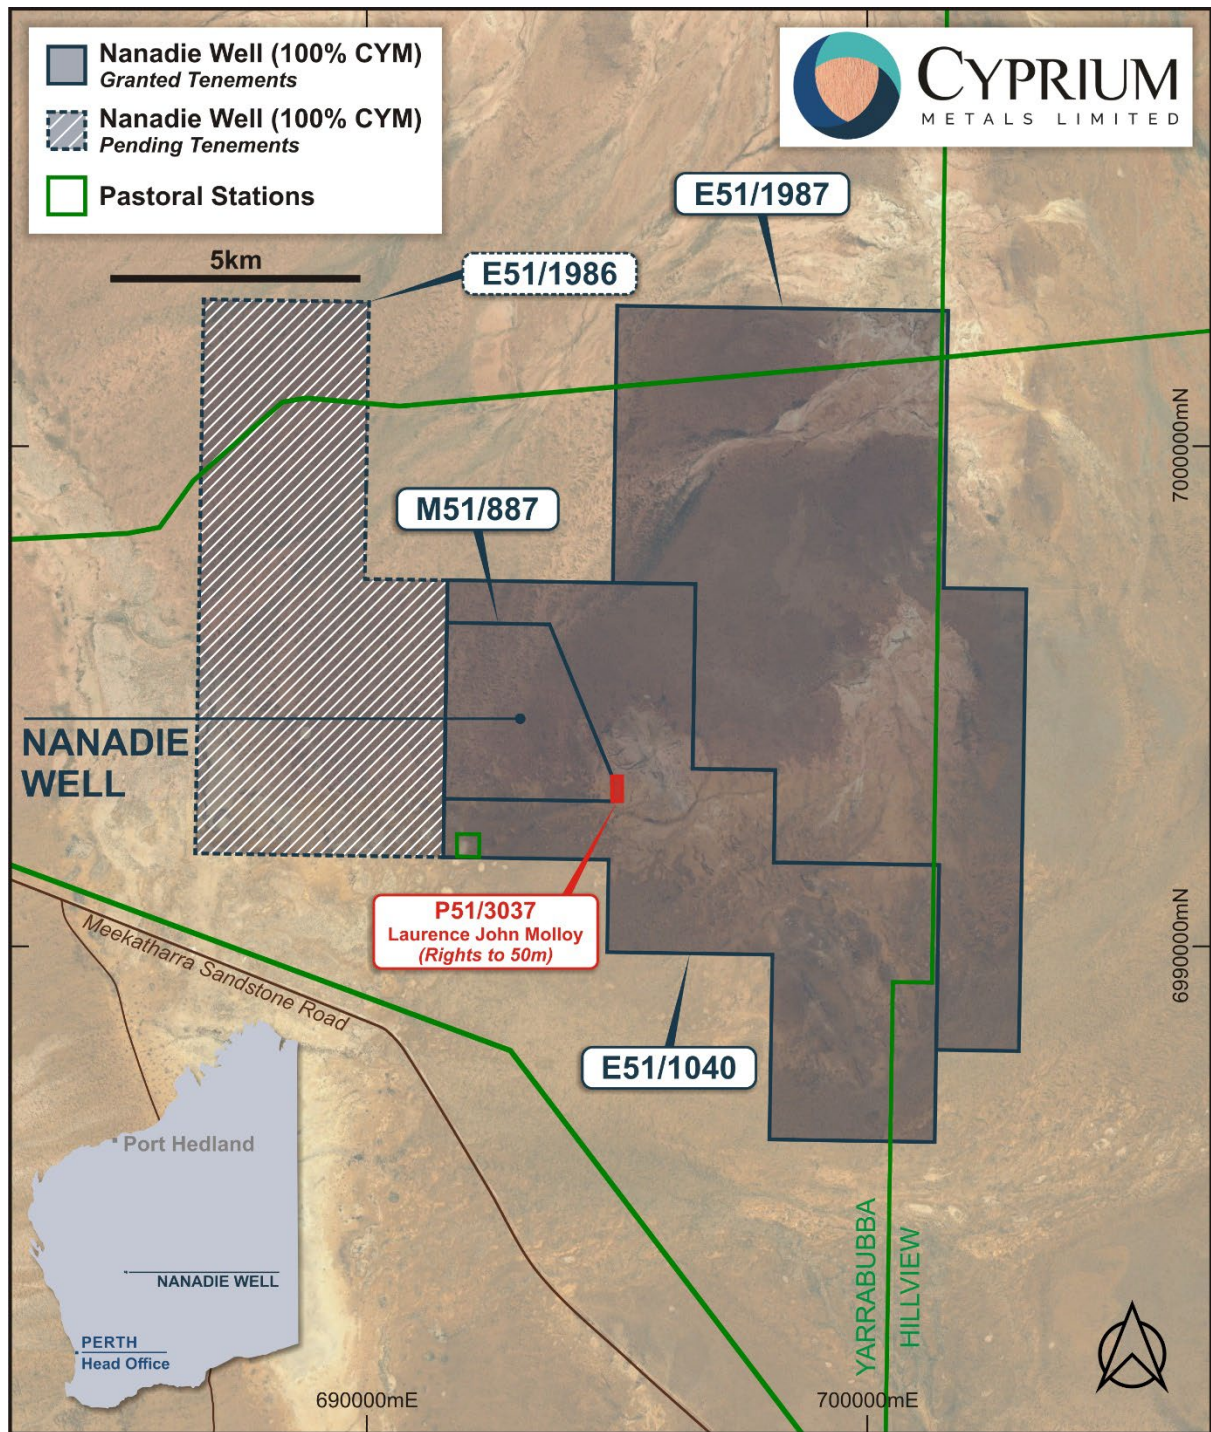 Nanadie Well (100% CYM)
Granted Tenements
Nanadie Well (100% CYM)
Pending Tenements
Pastoral Stations
CYPRIUM
METALS LIMITED
5km
E51/1987
E51/1986
7000000mN
M51/887
NANADIE
WELL
P51/3037
Laurence John Molloy
(Rights to 50m)
6990000mN
Meekatharra Sandstone Road
E51/1040
Port Hedland
NANADIE WELL
PERTH
Head Office
YARRABUBBA
HILLVIEW
690000mE
700000mE